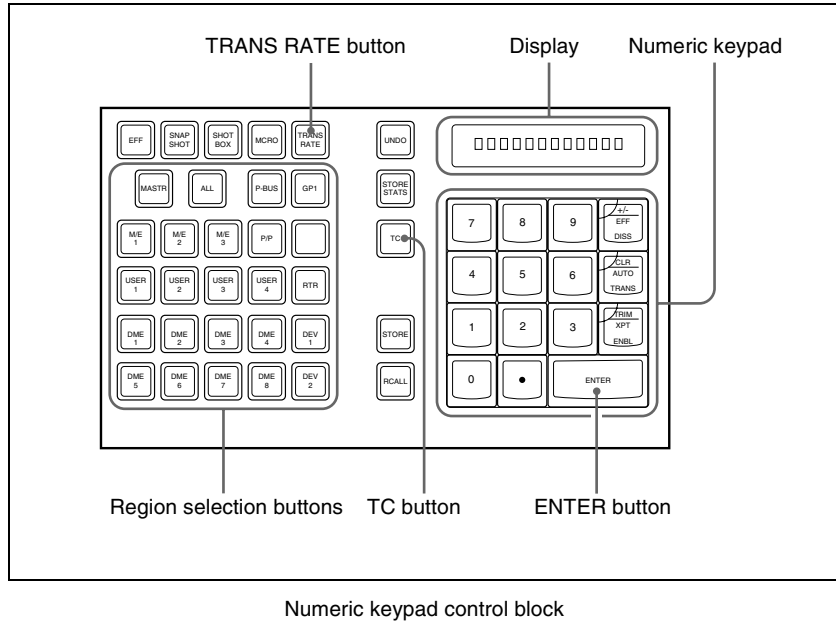 TRANS RATE button
Display
Numeric keypad
EFF
SNAP
SHOT
SHOT
BOX
MCRO
TRANS
RATE
UNDO
MASTR
ALL
P-BUS
GP1
STORE
STATS
M/E
1
M/E
2
M/E
3
P/P
TC
USER
1
USER
2
USER
3
USER
4
RTR
DME
1
DME
2
DME
3
DME
4
DEV
1
STORE
DME
5
DME
6
DME
7
DME
8
DEV
2
RCALL
7
8
9
+/-
EFF
DISS
4
5
6
CLR
AUTO
TRANS
1
2
3
TRIM
XPT
ENBL
0
•
ENTER
Region selection buttons
TC button
ENTER button
Numeric keypad control block